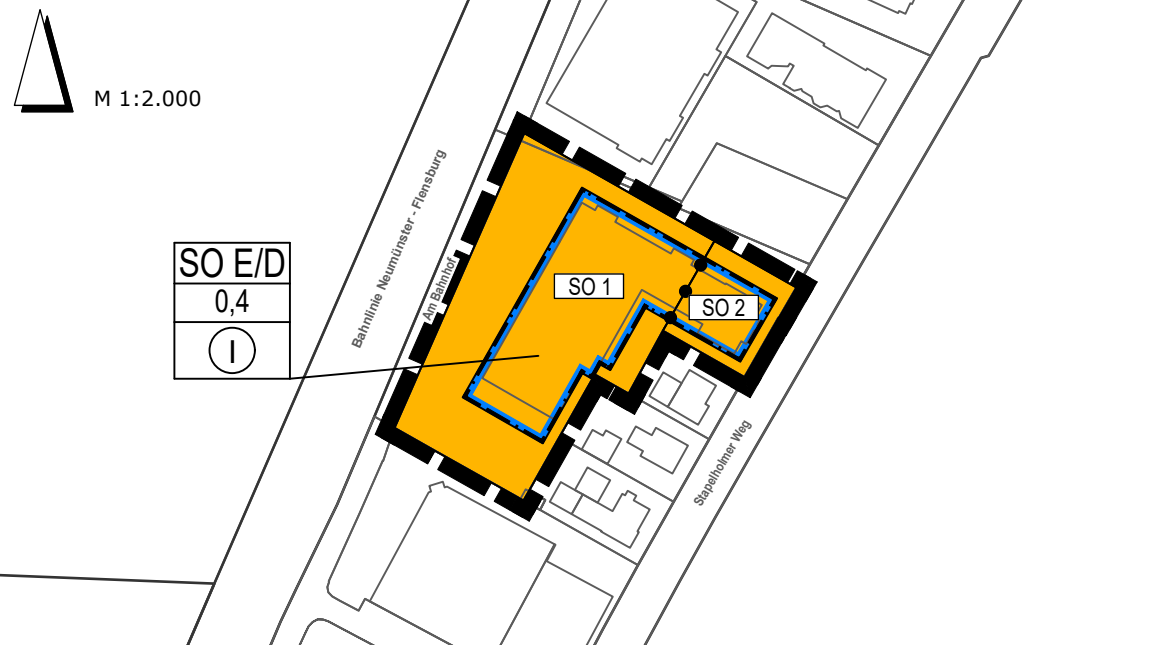 M 1:2.000
Bahnlinie Neumünster - Flensburg
Am Bahnhof
SO E/D
0,4
I
SO 1
SO 2
Stapelholmer Weg